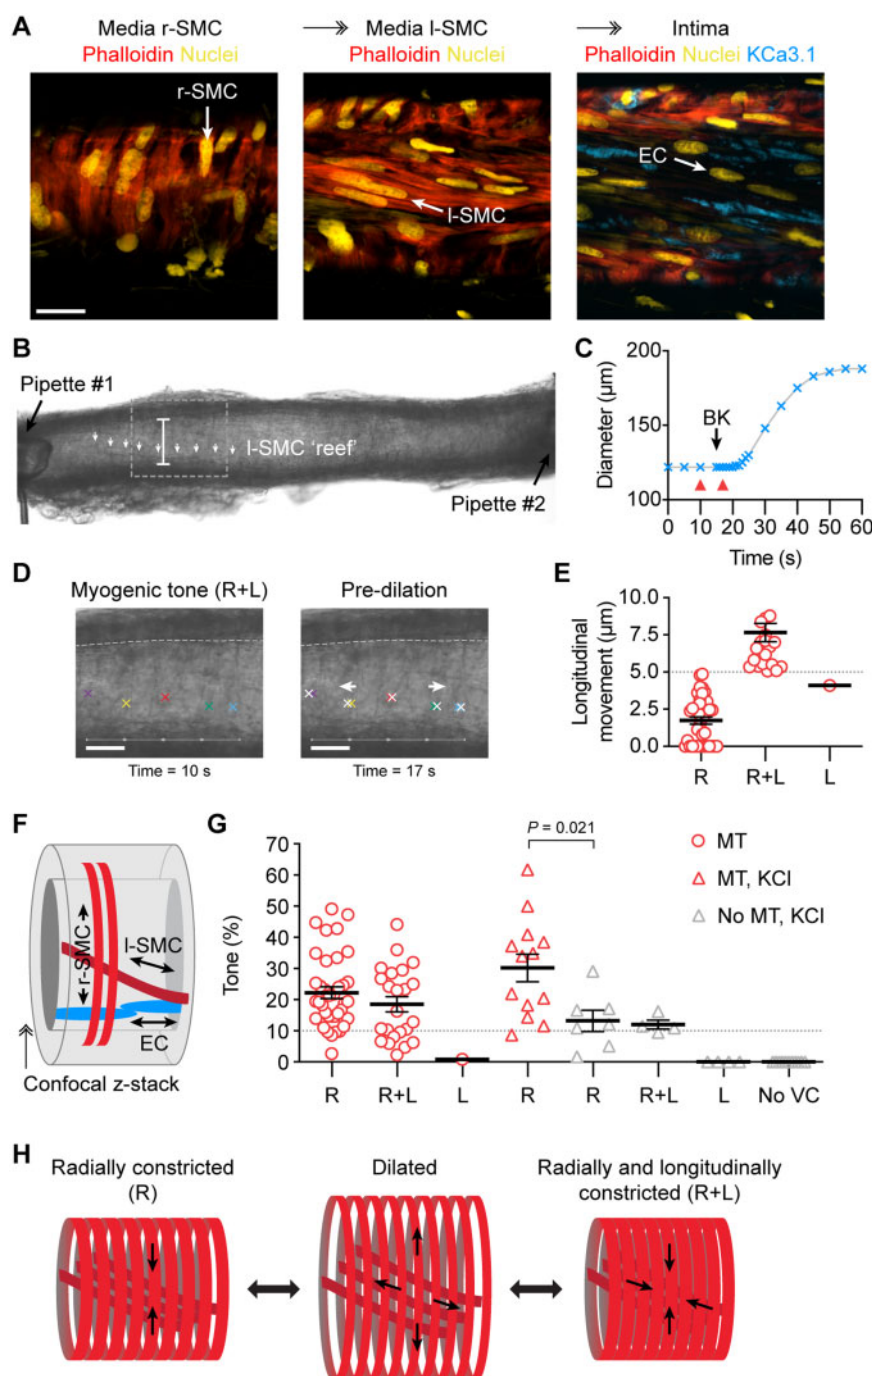 A
Media r-SMC
Media l-SMC
Intima
Phalloidin Nuclei
Phalloidin Nuclei
Phalloidin Nuclei KCa3.1
r-SMC
l-SMC
EC
B
Pipette #1
l-SMC 'reef'
Pipette #2
C
200
150
100
Diameter (µm)
BK
0 10 20 30 40 50 60
Time (s)
D
Myogenic tone (R+L)
Pre-dilation
Time = 10 s
Time = 17 s
E
10.0
7.5
5.0
2.5
0.0
Longitudinal
movement (µm)
R
R+L
L
F
r-SMC
l-SMC
EC
Confocal z-stack
G
70
60
50
40
30
20
10
0
Tone (%)
P = 0.021
MT
MT, KCl
No MT, KCl
R
R+L
L
R
R
R+L
L
No VC
H
Radially constricted
(R)
Dilated
Radially and longitudinally
constricted (R+L)